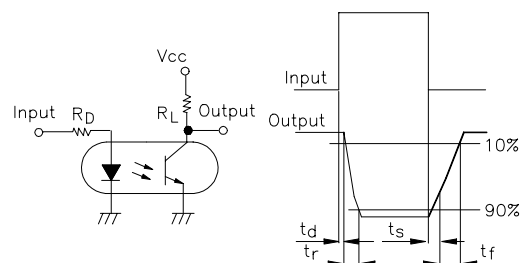 Vcc
Input
RD
RL
Output
Input
Output
10%
90%
td
ts
tr
tf